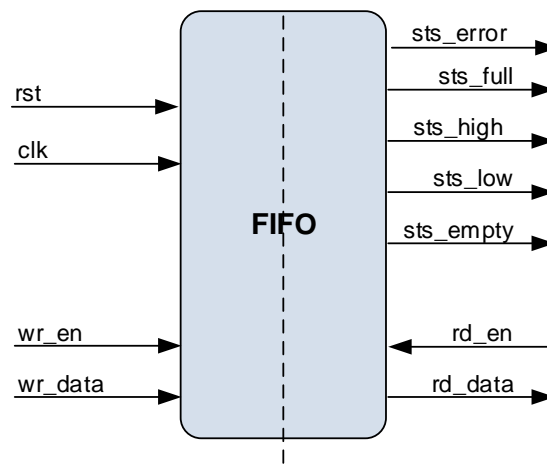 sts_error
sts_full
rst
sts_high
clk
sts_low
FIFO
sts_empty
wr_en
rd_en
wr_data
rd_data